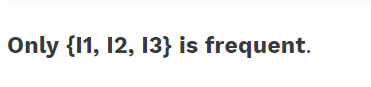 Only {I1, I2, I3} is frequent.